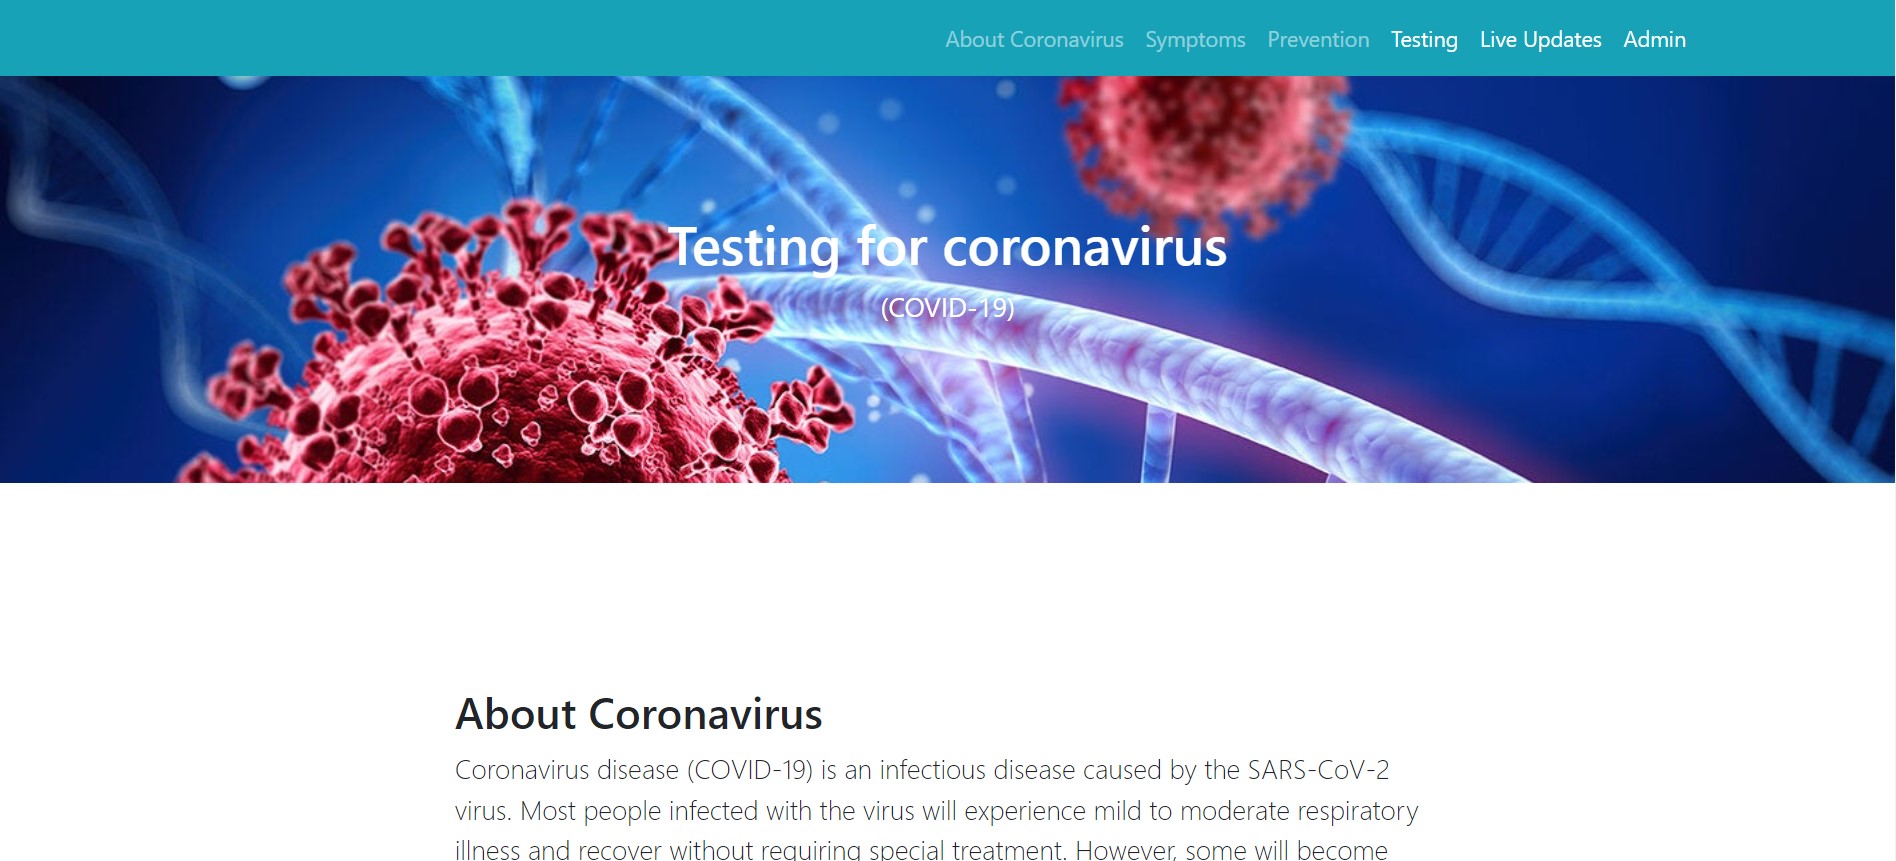 About Coronavirus Symptoms Prevention Testing Live Updates Admin
Testing for coronavirus
(COVID-19)
About Coronavirus
Coronavirus disease (COVID-19) is an infectious disease caused by the SARS-CoV-2
virus. Most people infected with the virus will experience mild to moderate respiratory
illness and recover without requiring special treatment. However, some will become